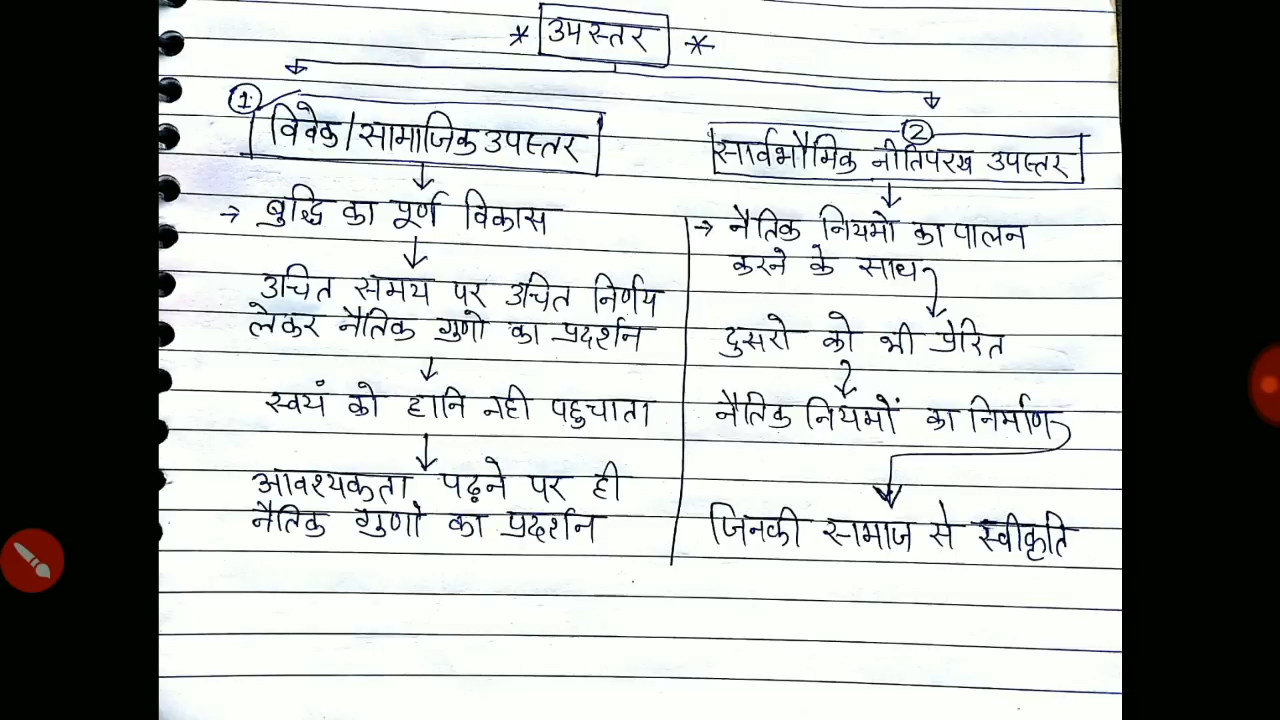 * उपस्तर *
1.
विवेक/सामाजिक उपस्तर
→ बुद्धि का पूर्ण विकास
उचित समय पर उचित निर्णय
लेकर नैतिक गुणो का प्रदर्शन
स्वयं को हानि नही पहुचाता
आवश्यकता पढ़ने पर ही
नैतिक गुणो का प्रदर्शन
2
सार्वभौमिक नीतिपरख उपस्तर
→ नैतिक नियमो का पालन
करने के साथ
दुसरो को भी प्रेरित
नैतिक नियमों का निर्माण
जिनकी समाज से स्वीकृति